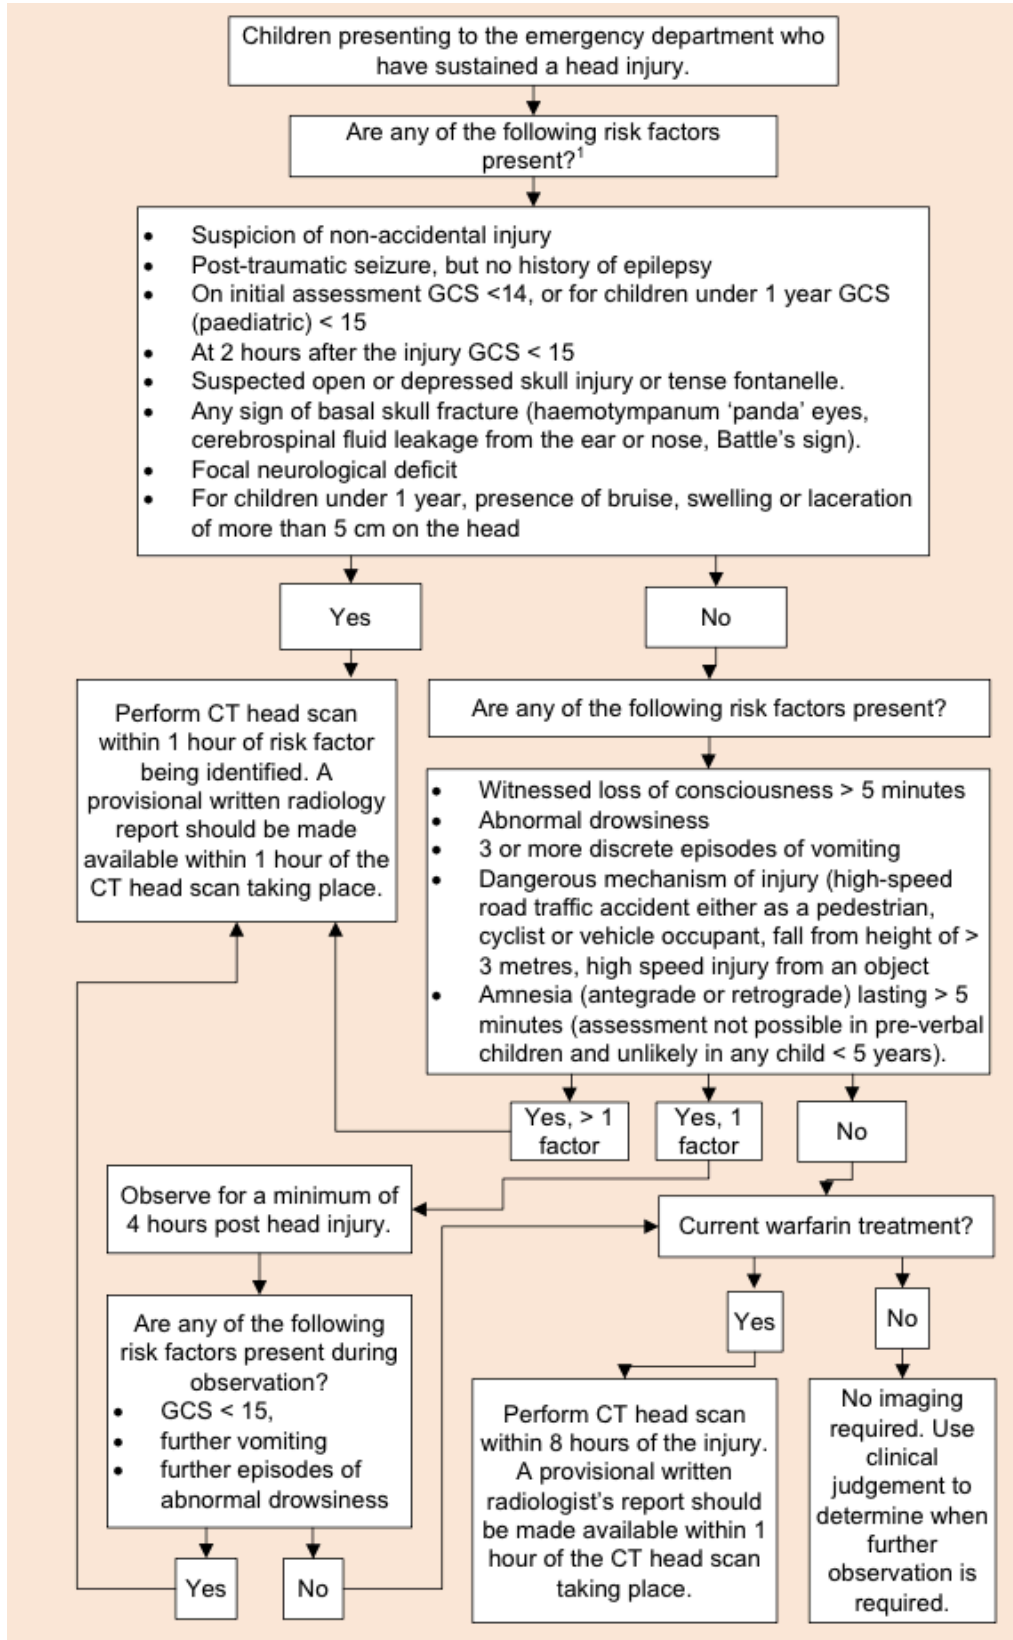 Children presenting to the emergency department who
have sustained a head injury.
Are any of the following risk factors
present?¹
• Suspicion of non-accidental injury
• Post-traumatic seizure, but no history of epilepsy
• On initial assessment GCS <14, or for children under 1 year GCS
(paediatric) < 15
• At 2 hours after the injury GCS < 15
• Suspected open or depressed skull injury or tense fontanelle.
• Any sign of basal skull fracture (haemotympanum ‘panda’ eyes,
cerebrospinal fluid leakage from the ear or nose, Battle’s sign).
• Focal neurological deficit
• For children under 1 year, presence of bruise, swelling or laceration
of more than 5 cm on the head
Yes
No
Perform CT head scan
within 1 hour of risk factor
being identified. A
provisional written radiology
report should be made
available within 1 hour of the
CT head scan taking place.
Are any of the following risk factors present?
• Witnessed loss of consciousness > 5 minutes
• Abnormal drowsiness
• 3 or more discrete episodes of vomiting
• Dangerous mechanism of injury (high-speed
road traffic accident either as a pedestrian,
cyclist or vehicle occupant, fall from height of >
3 metres, high speed injury from an object
• Amnesia (antegrade or retrograde) lasting > 5
minutes (assessment not possible in pre-verbal
children and unlikely in any child < 5 years).
Yes, > 1
factor
Yes, 1
factor
No
Observe for a minimum of
4 hours post head injury.
Current warfarin treatment?
Are any of the following
risk factors present during
observation?
• GCS < 15,
• further vomiting
• further episodes of
abnormal drowsiness
Yes
No
Yes
No
Perform CT head scan
within 8 hours of the injury.
A provisional written
radiologist’s report should
be made available within 1
hour of the CT head scan
taking place.
No imaging
required. Use
clinical
judgement to
determine when
further
observation is
required.